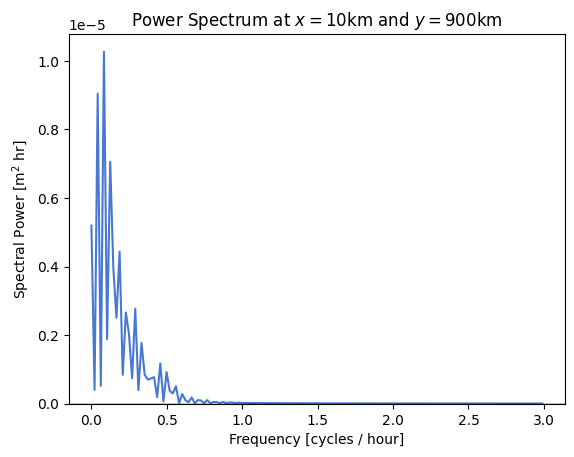 Power Spectrum at x = 10km and y = 900km
1e−5
1.0
0.8
0.6
0.4
0.2
0.0
Spectral Power [m² hr]
0.0 0.5 1.0 1.5 2.0 2.5 3.0
Frequency [cycles / hour]